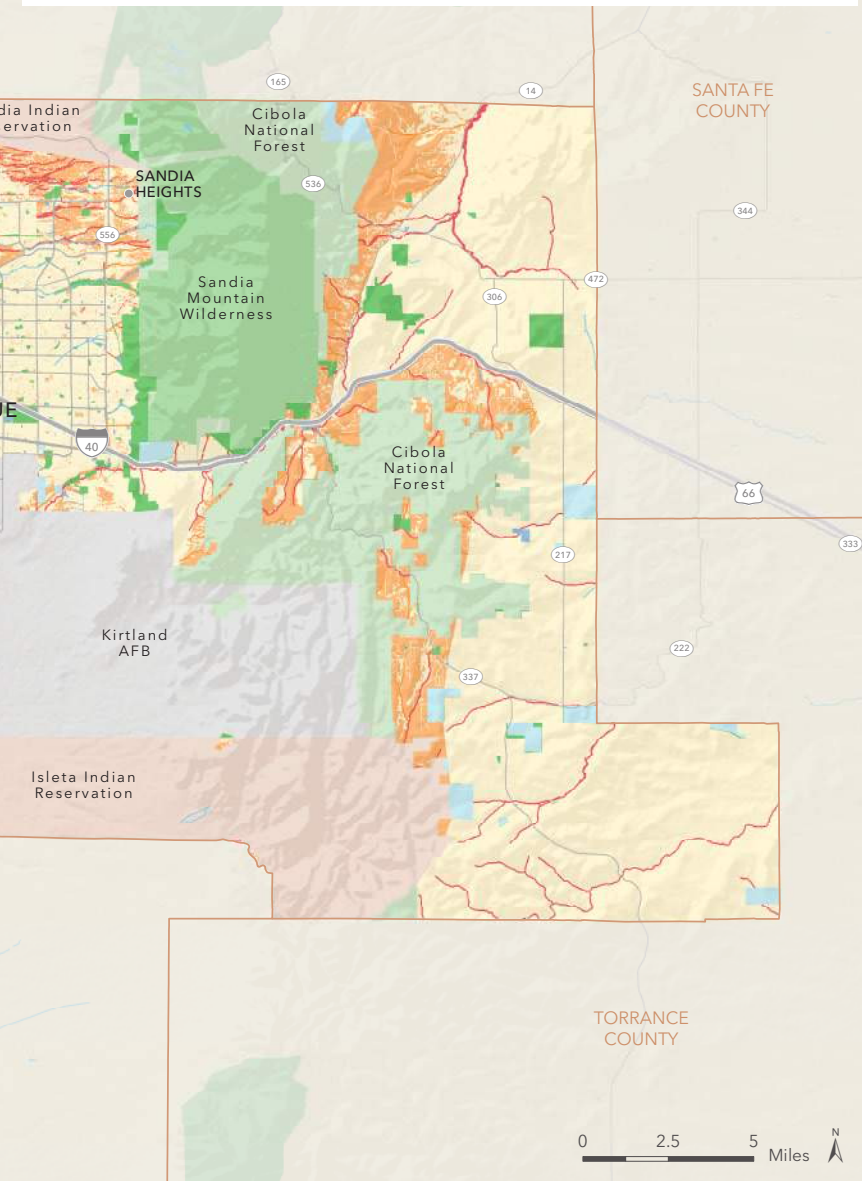 165
14
SANTA FE
COUNTY
dia Indian
ervation
Cibola
National
Forest
SANDIA
HEIGHTS
536
344
556
472
Sandia
Mountain
Wilderness
306
UE
40
Cibola
National
Forest
66
333
217
Kirtland
AFB
222
337
Isleta Indian
Reservation
TORRANCE
COUNTY
0 2.5 5
Miles
N